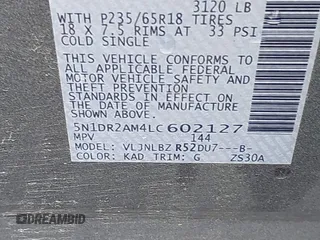 3120 LB
WITH P235/65R18 TIRES
18 X 7.5 RIMS AT 33 PSI
COLD SINGLE
THIS VEHICLE CONFORMS TO ALL
APPLICABLE FEDERAL
MOTOR VEHICLE SAFETY AND
THEFT PREVENTION STANDARDS
IN EFFECT ON THE DATE OF
MANUFACTURE SHOWN ABOVE.
5N1DR2AM4LC602127
MPV 144
MODEL: VLJNLBZ R52DU7---B-
COLOR: KAD TRIM: G ZS30A
DREAMBID